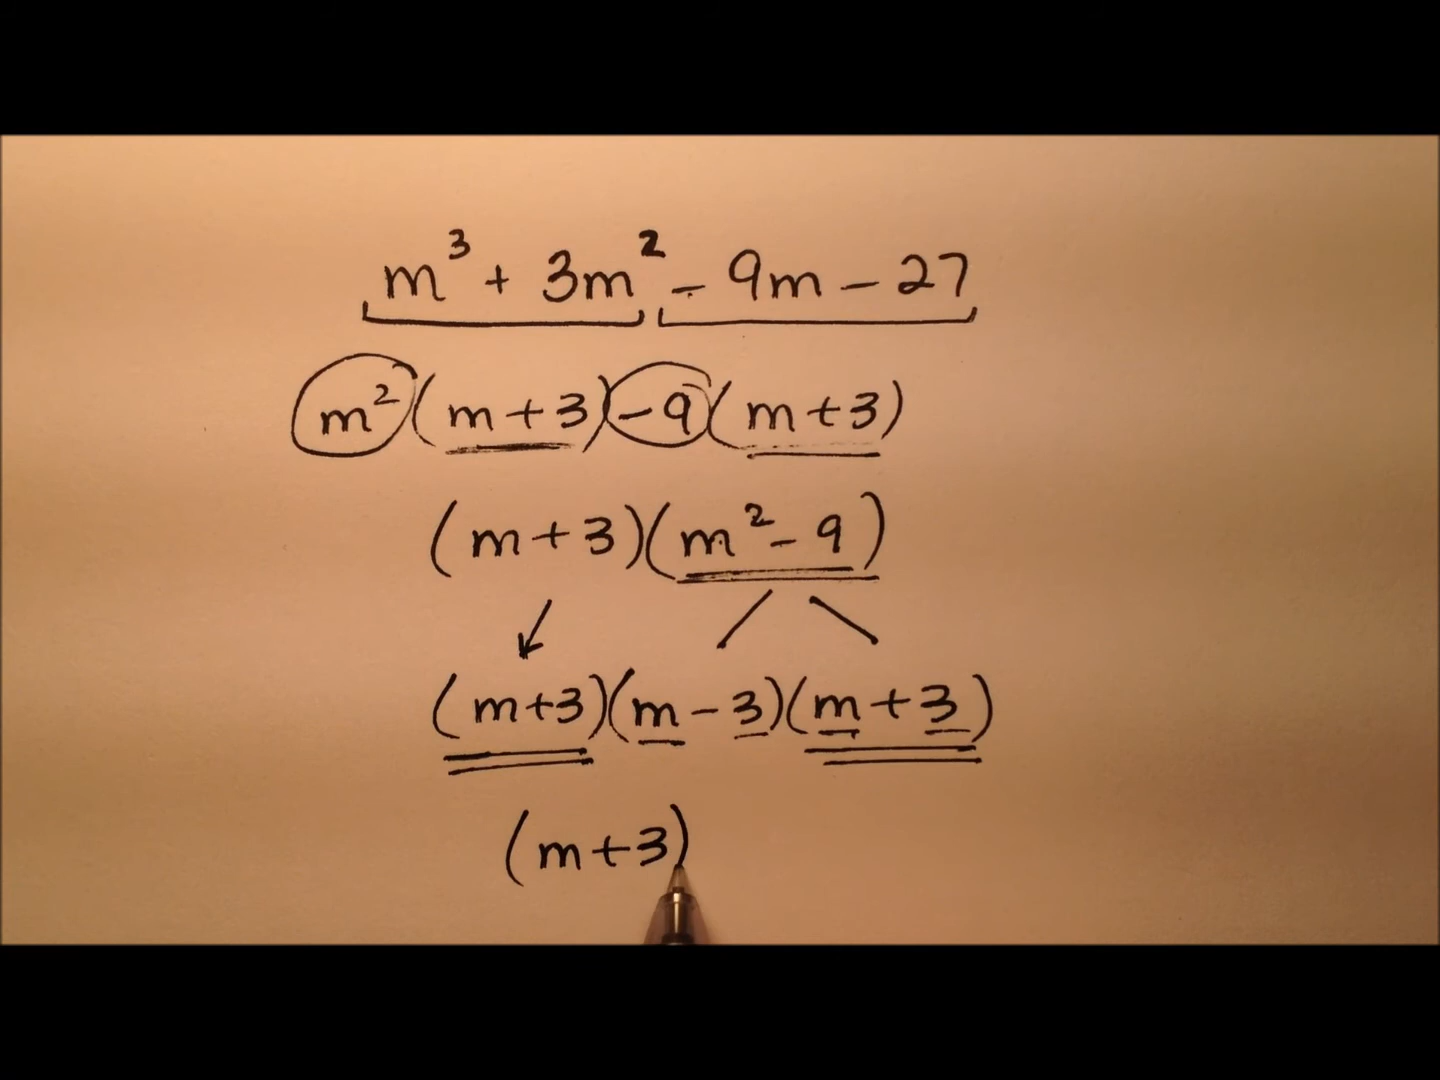 m³ + 3m² - 9m - 27
m²(m+3)-9(m+3)
(m+3)(m²-9)
(m+3)(m-3)(m+3)
(m+3)